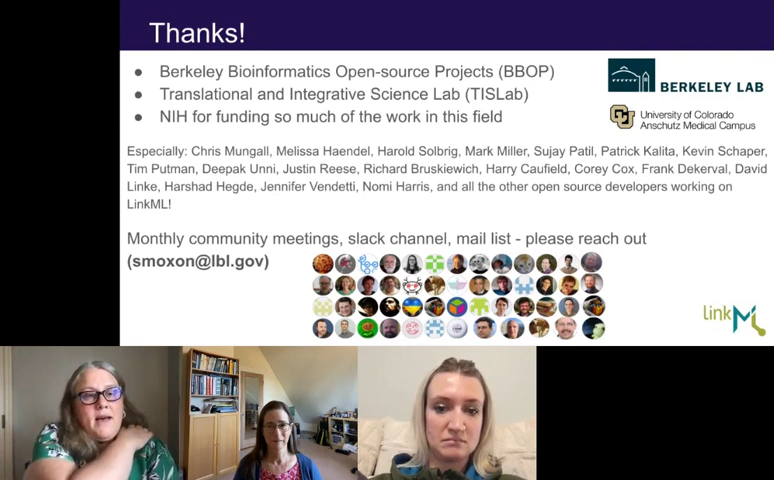 Thanks!
● Berkeley Bioinformatics Open-source Projects (BBOP)
● Translational and Integrative Science Lab (TISLab)
● NIH for funding so much of the work in this field
BERKELEY LAB
University of Colorado
Anschutz Medical Campus
Especially: Chris Mungall, Melissa Haendel, Harold Solbrig, Mark Miller, Sujay Patil, Patrick Kalita, Kevin Schaper,
Tim Putman, Deepak Unni, Justin Reese, Richard Bruskiewich, Harry Caufield, Corey Cox, Frank Dekerval, David
Linke, Harshad Hegde, Jennifer Vendetti, Nomi Harris, and all the other open source developers working on
LinkML!
Monthly community meetings, slack channel, mail list - please reach out
(smoxon@lbl.gov)
link ML